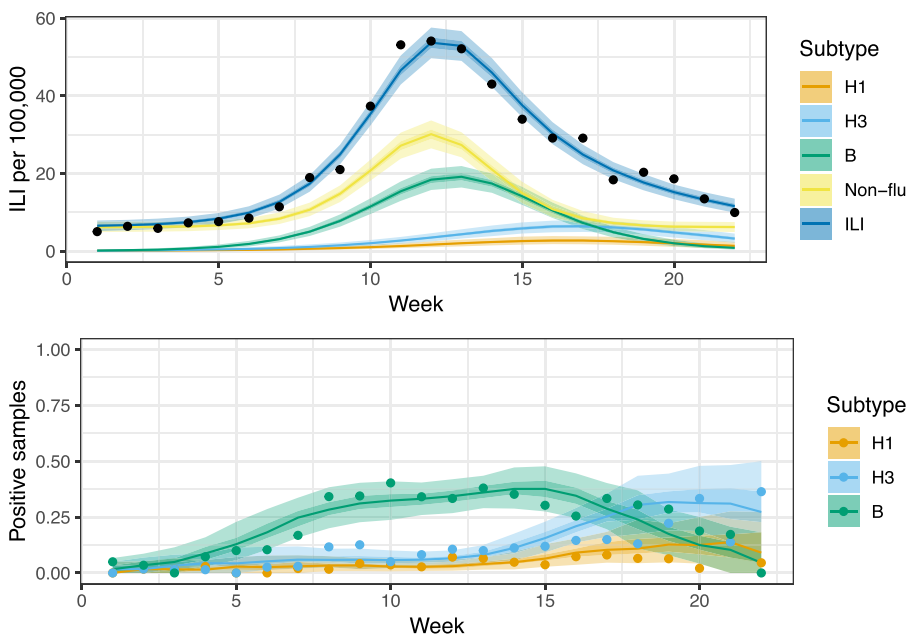 60
40
20
0
ILI per 100,000
0
5
10
15
20
Week
Subtype
H1
H3
B
Non−flu
ILI
1.00
0.75
0.50
0.25
0.00
Positive samples
0
5
10
15
20
Week
Subtype
H1
H3
B